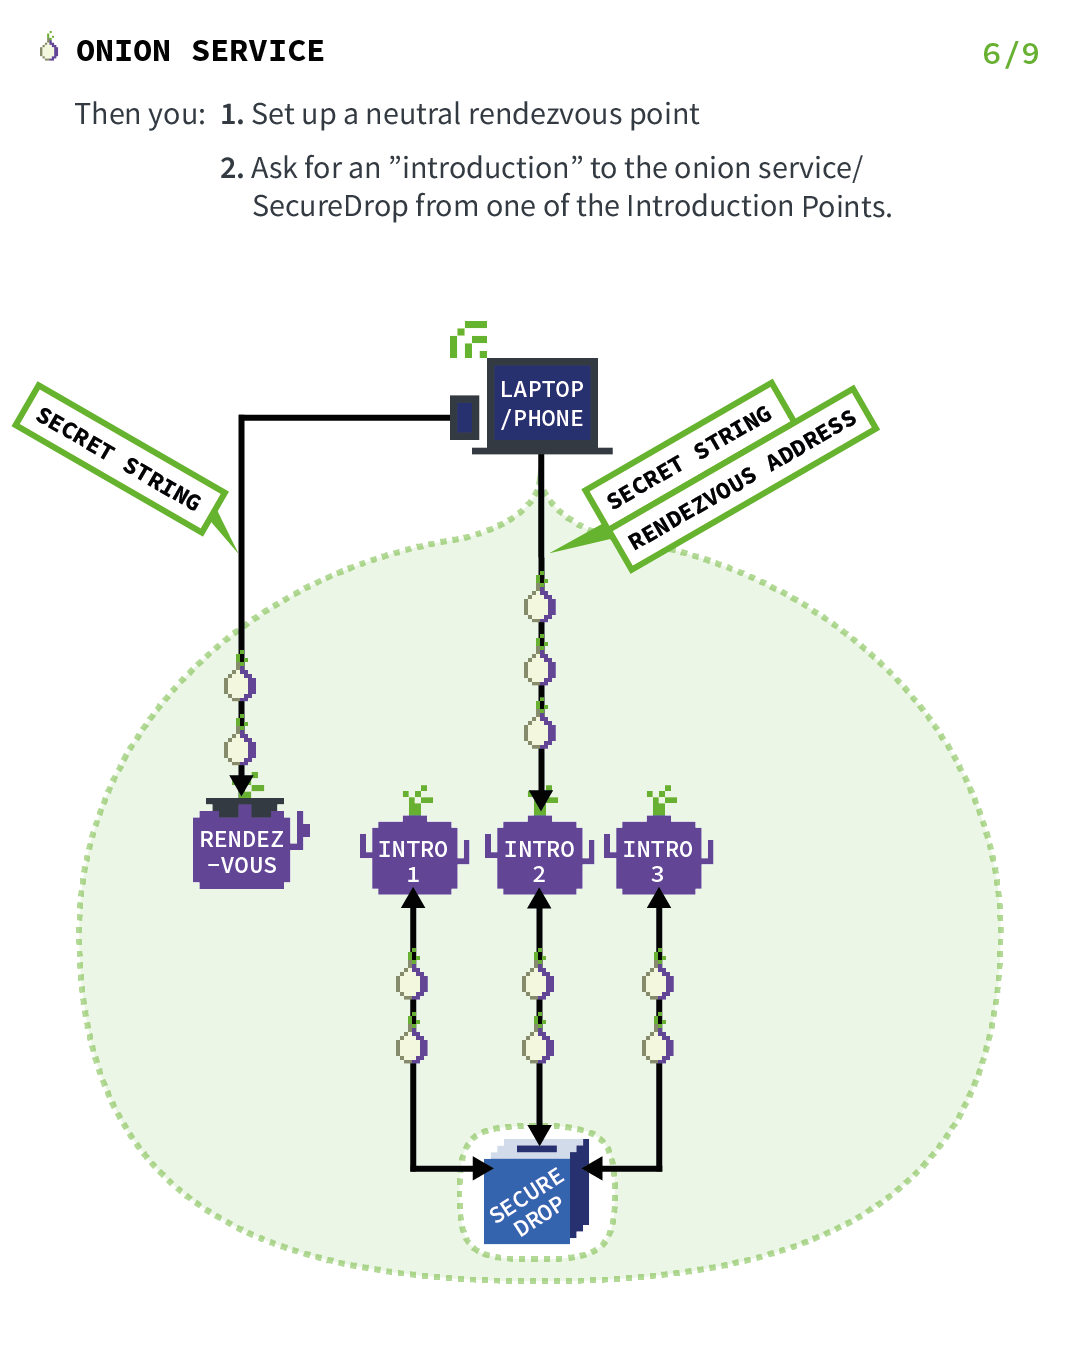 ONION SERVICE
6/9
Then you: 1. Set up a neutral rendezvous point
2. Ask for an ”introduction” to the onion service/
SecureDrop from one of the Introduction Points.
LAPTOP
/PHONE
SECRET STRING
SECRET STRING
RENDEZVOUS ADDRESS
RENDEZ
-VOUS
INTRO
1
INTRO
2
INTRO
3
SECURE
DROP